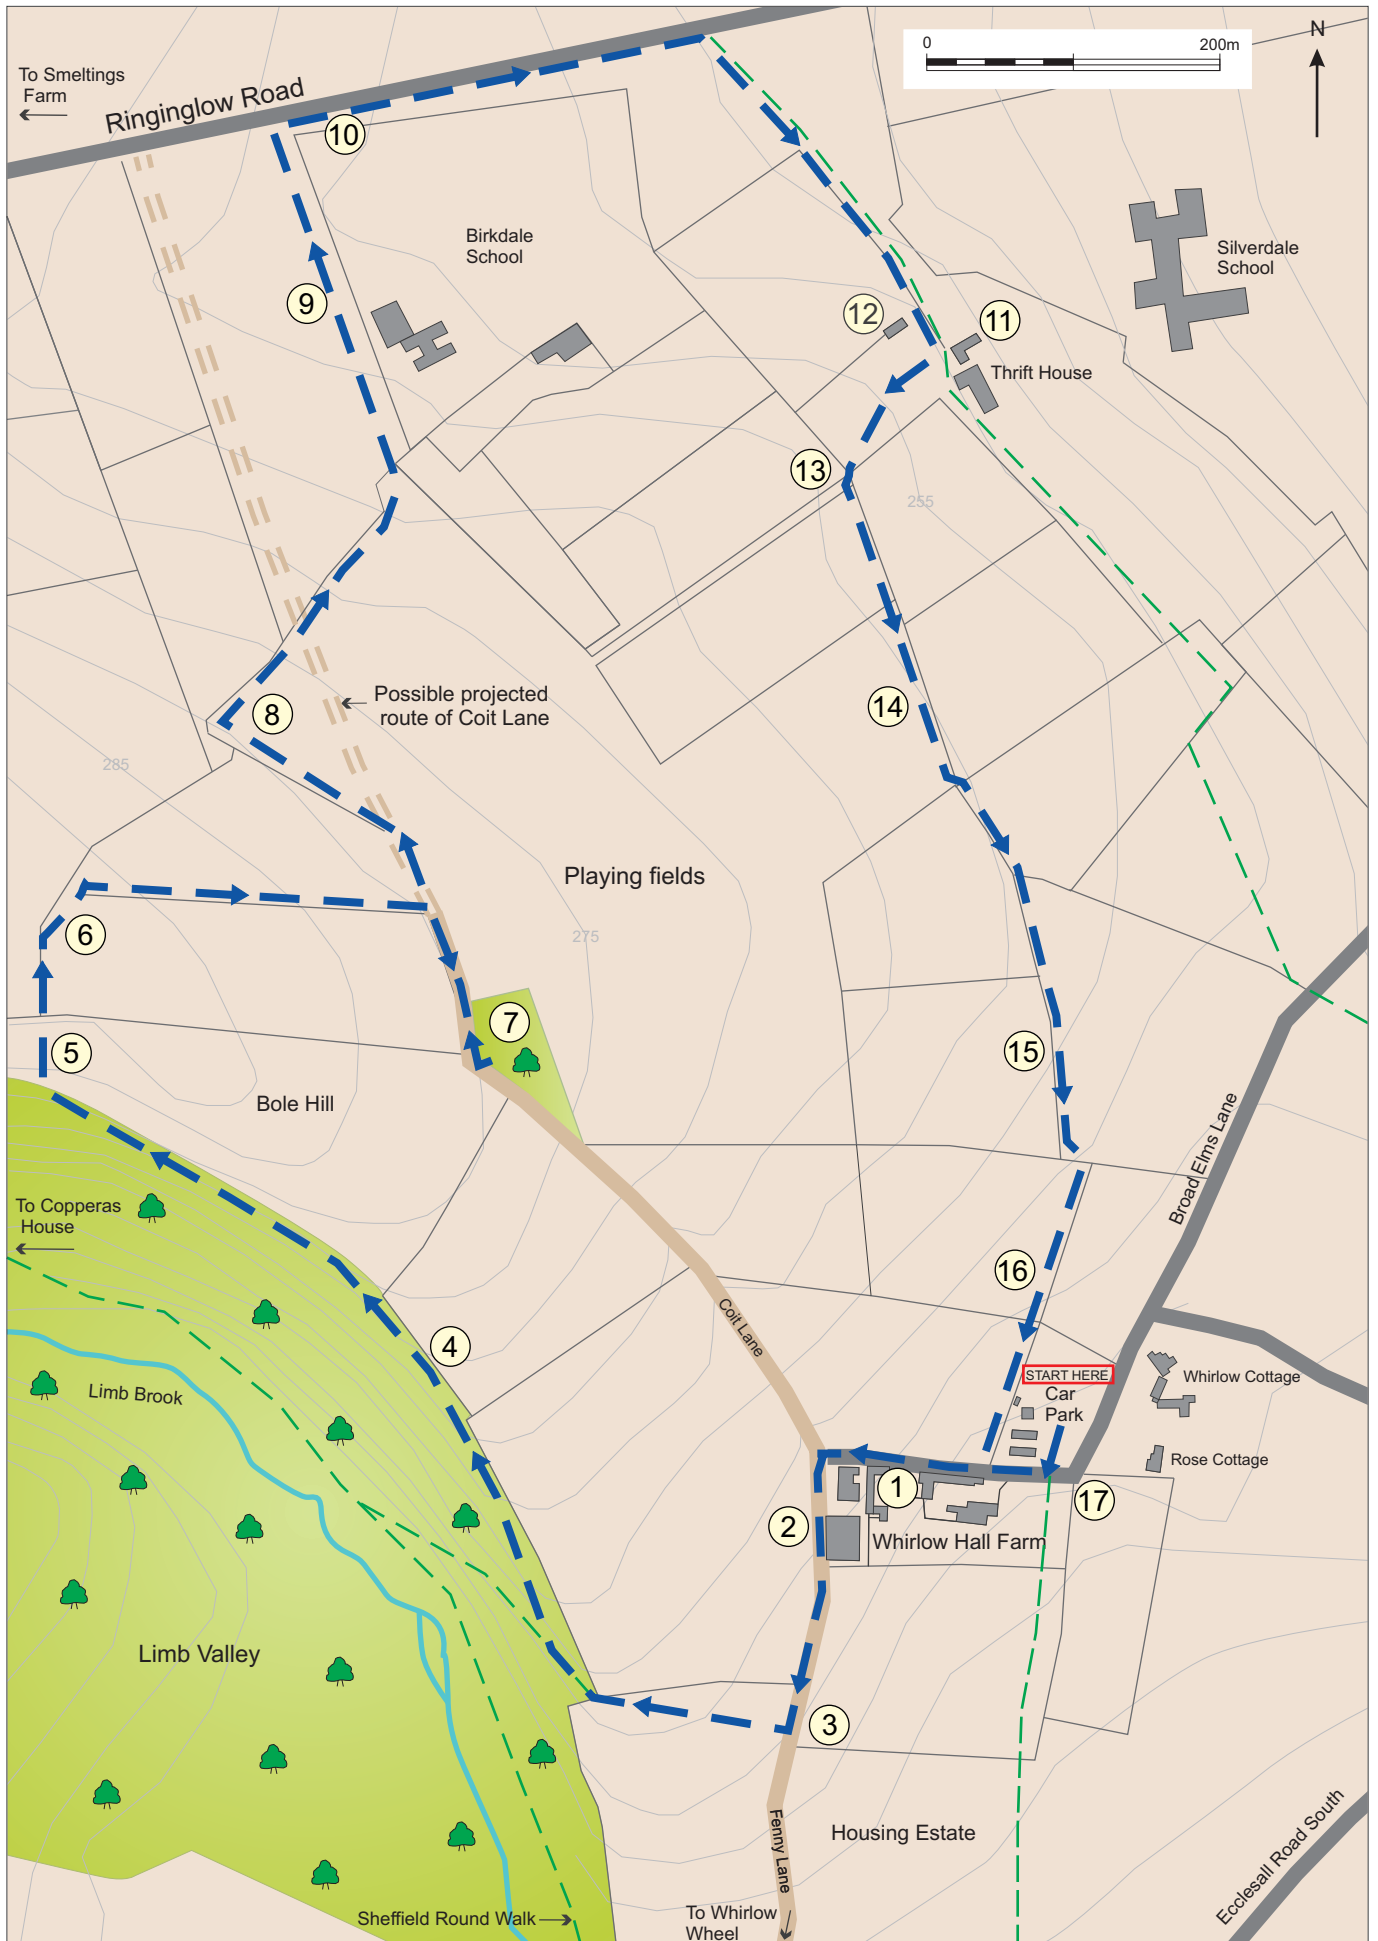 0
200m
N
To Smeltings
Farm
Ringinglow Road
10
Birkdale
School
Silverdale
School
9
12
11
Thrift House
13
255
Possible projected
route of Coit Lane
8
14
285
Playing fields
6
275
7
5
15
Bole Hill
Broad Elms Lane
To Copperas
House
16
Coit Lane
4
START HERE
Car
Park
Whirlow Cottage
Limb Brook
Rose Cottage
1
17
2
Whirlow Hall Farm
Limb Valley
3
Housing Estate
Fenny Lane
Ecclesall Road South
Sheffield Round Walk
To Whirlow
Wheel